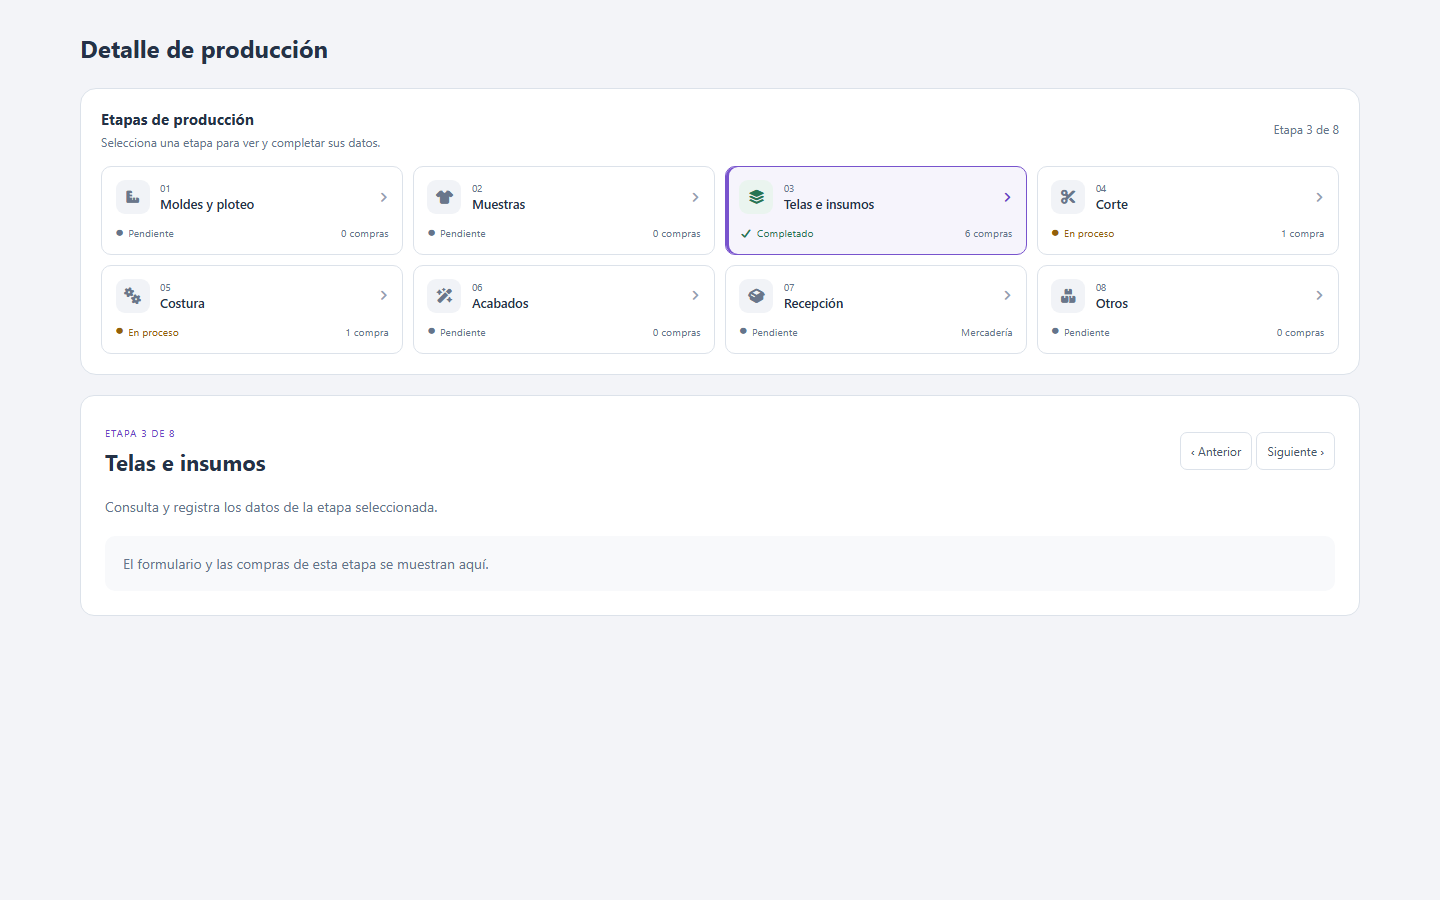 Detalle de producción
Etapas de producción
Selecciona una etapa para ver y completar sus datos.
Etapa 3 de 8
01
Moldes y ploteo
Pendiente
0 compras
02
Muestras
Pendiente
0 compras
03
Telas e insumos
Completado
6 compras
04
Corte
En proceso
1 compra
05
Costura
En proceso
1 compra
06
Acabados
Pendiente
0 compras
07
Recepción
Pendiente
Mercadería
08
Otros
Pendiente
0 compras
ETAPA 3 DE 8
Telas e insumos
‹ Anterior
Siguiente ›
Consulta y registra los datos de la etapa seleccionada.
El formulario y las compras de esta etapa se muestran aquí.